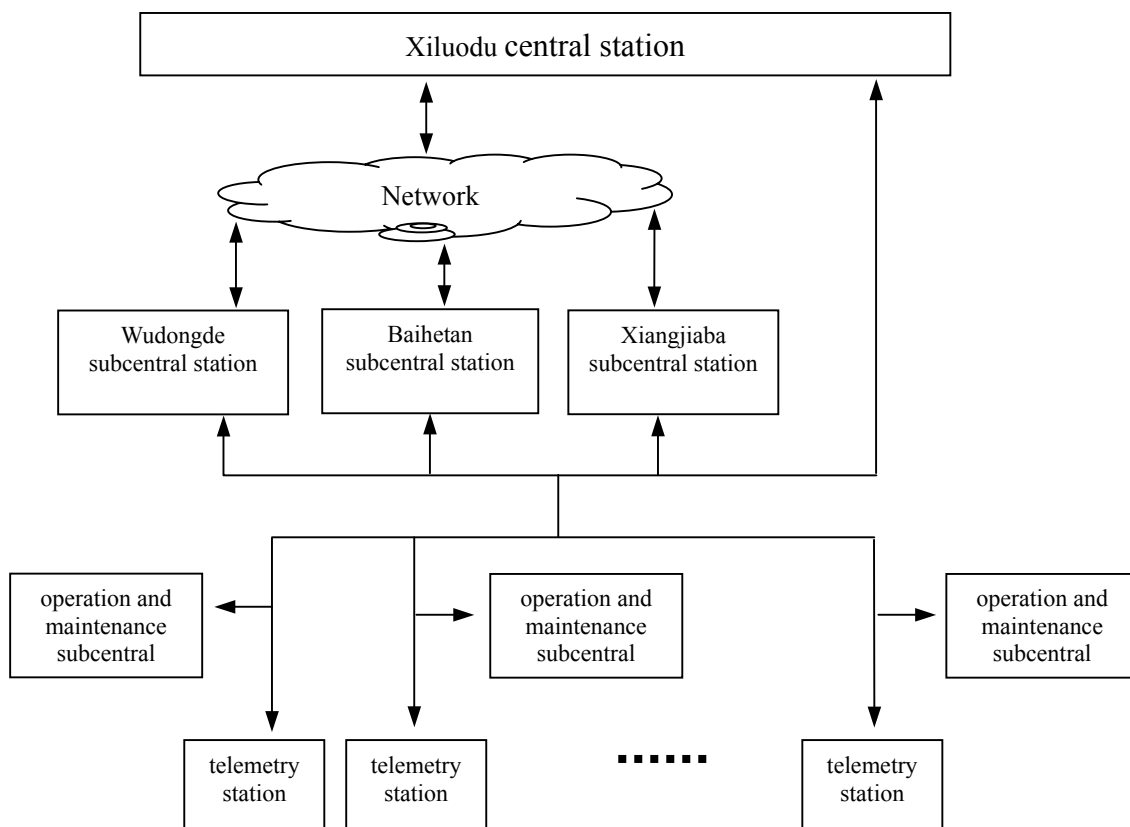 Xiluodu central station
Network
Wudongde
subcentral station
Baihetan
subcentral station
Xiangjiaba
subcentral station
operation and
maintenance
subcentral
operation and
maintenance
subcentral
operation and
maintenance
subcentral
telemetry
station
telemetry
station
......
telemetry
station